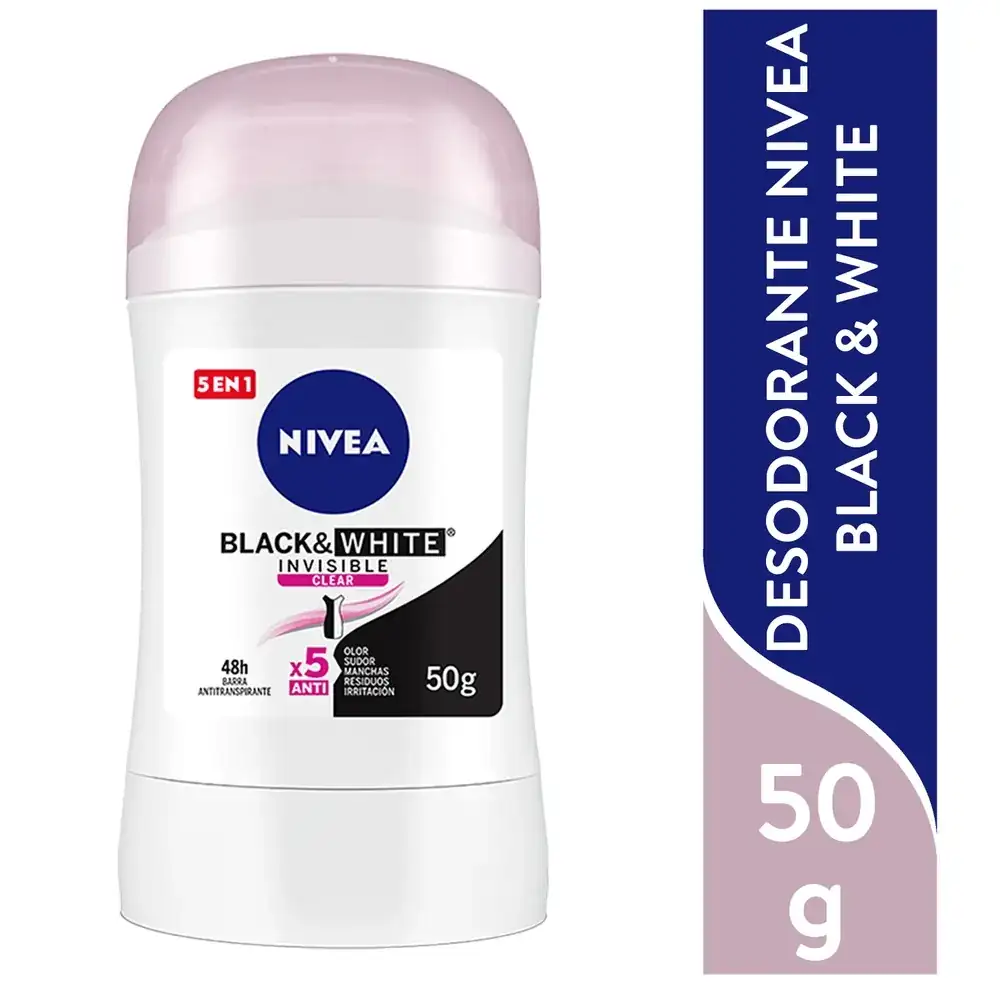 5 EN 1
NIVEA
BLACK&WHITE®
INVISIBLE
CLEAR
48h
BARRA
ANTITRANSPIRANTE
x5
ANTI
OLOR
SUDOR
MANCHAS
RESIDUOS
IRRITACIÓN
50g
DESODORANTE NIVEA
BLACK & WHITE
50
g